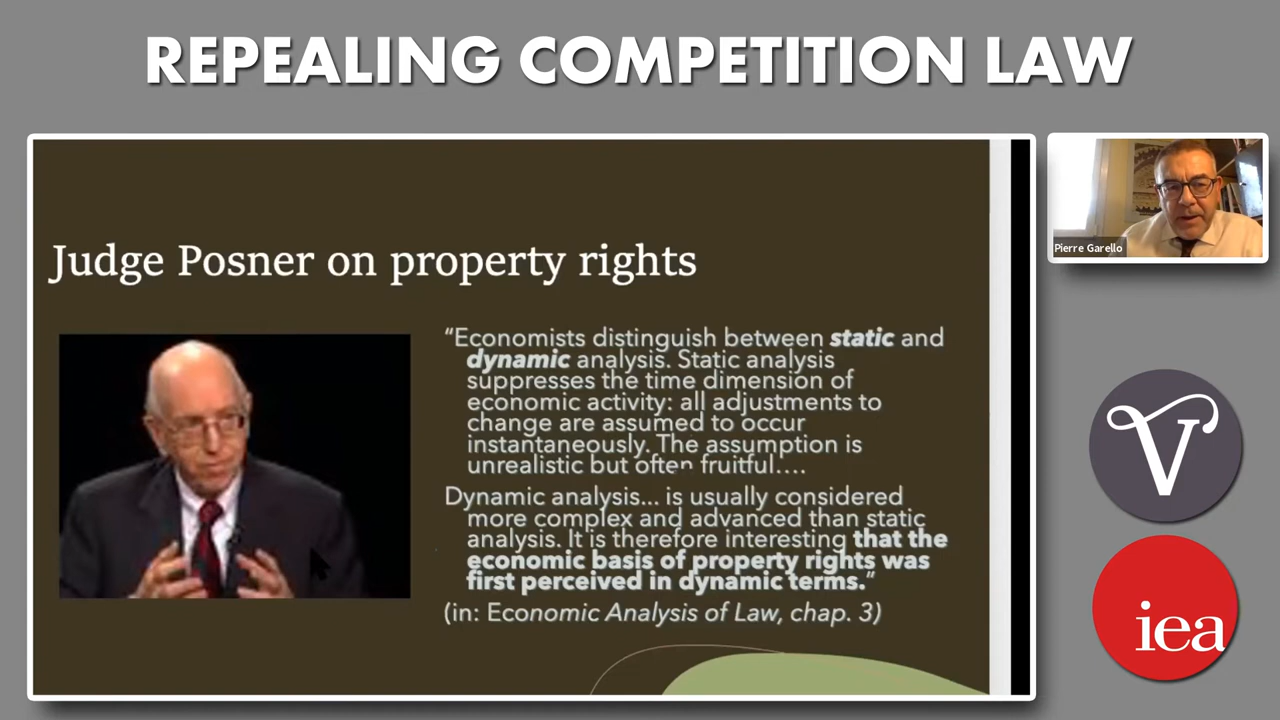 REPEALING COMPETITION LAW
Judge Posner on property rights
“Economists distinguish between static and
dynamic analysis. Static analysis
suppresses the time dimension of
economic activity: all adjustments to
change are assumed to occur
instantaneously. The assumption is
unrealistic but often fruitful….
Dynamic analysis... is usually considered
more complex and advanced than static
analysis. It is therefore interesting that the
economic basis of property rights was
first perceived in dynamic terms.”
(in: Economic Analysis of Law, chap. 3)
Pierre Garello
V
iea